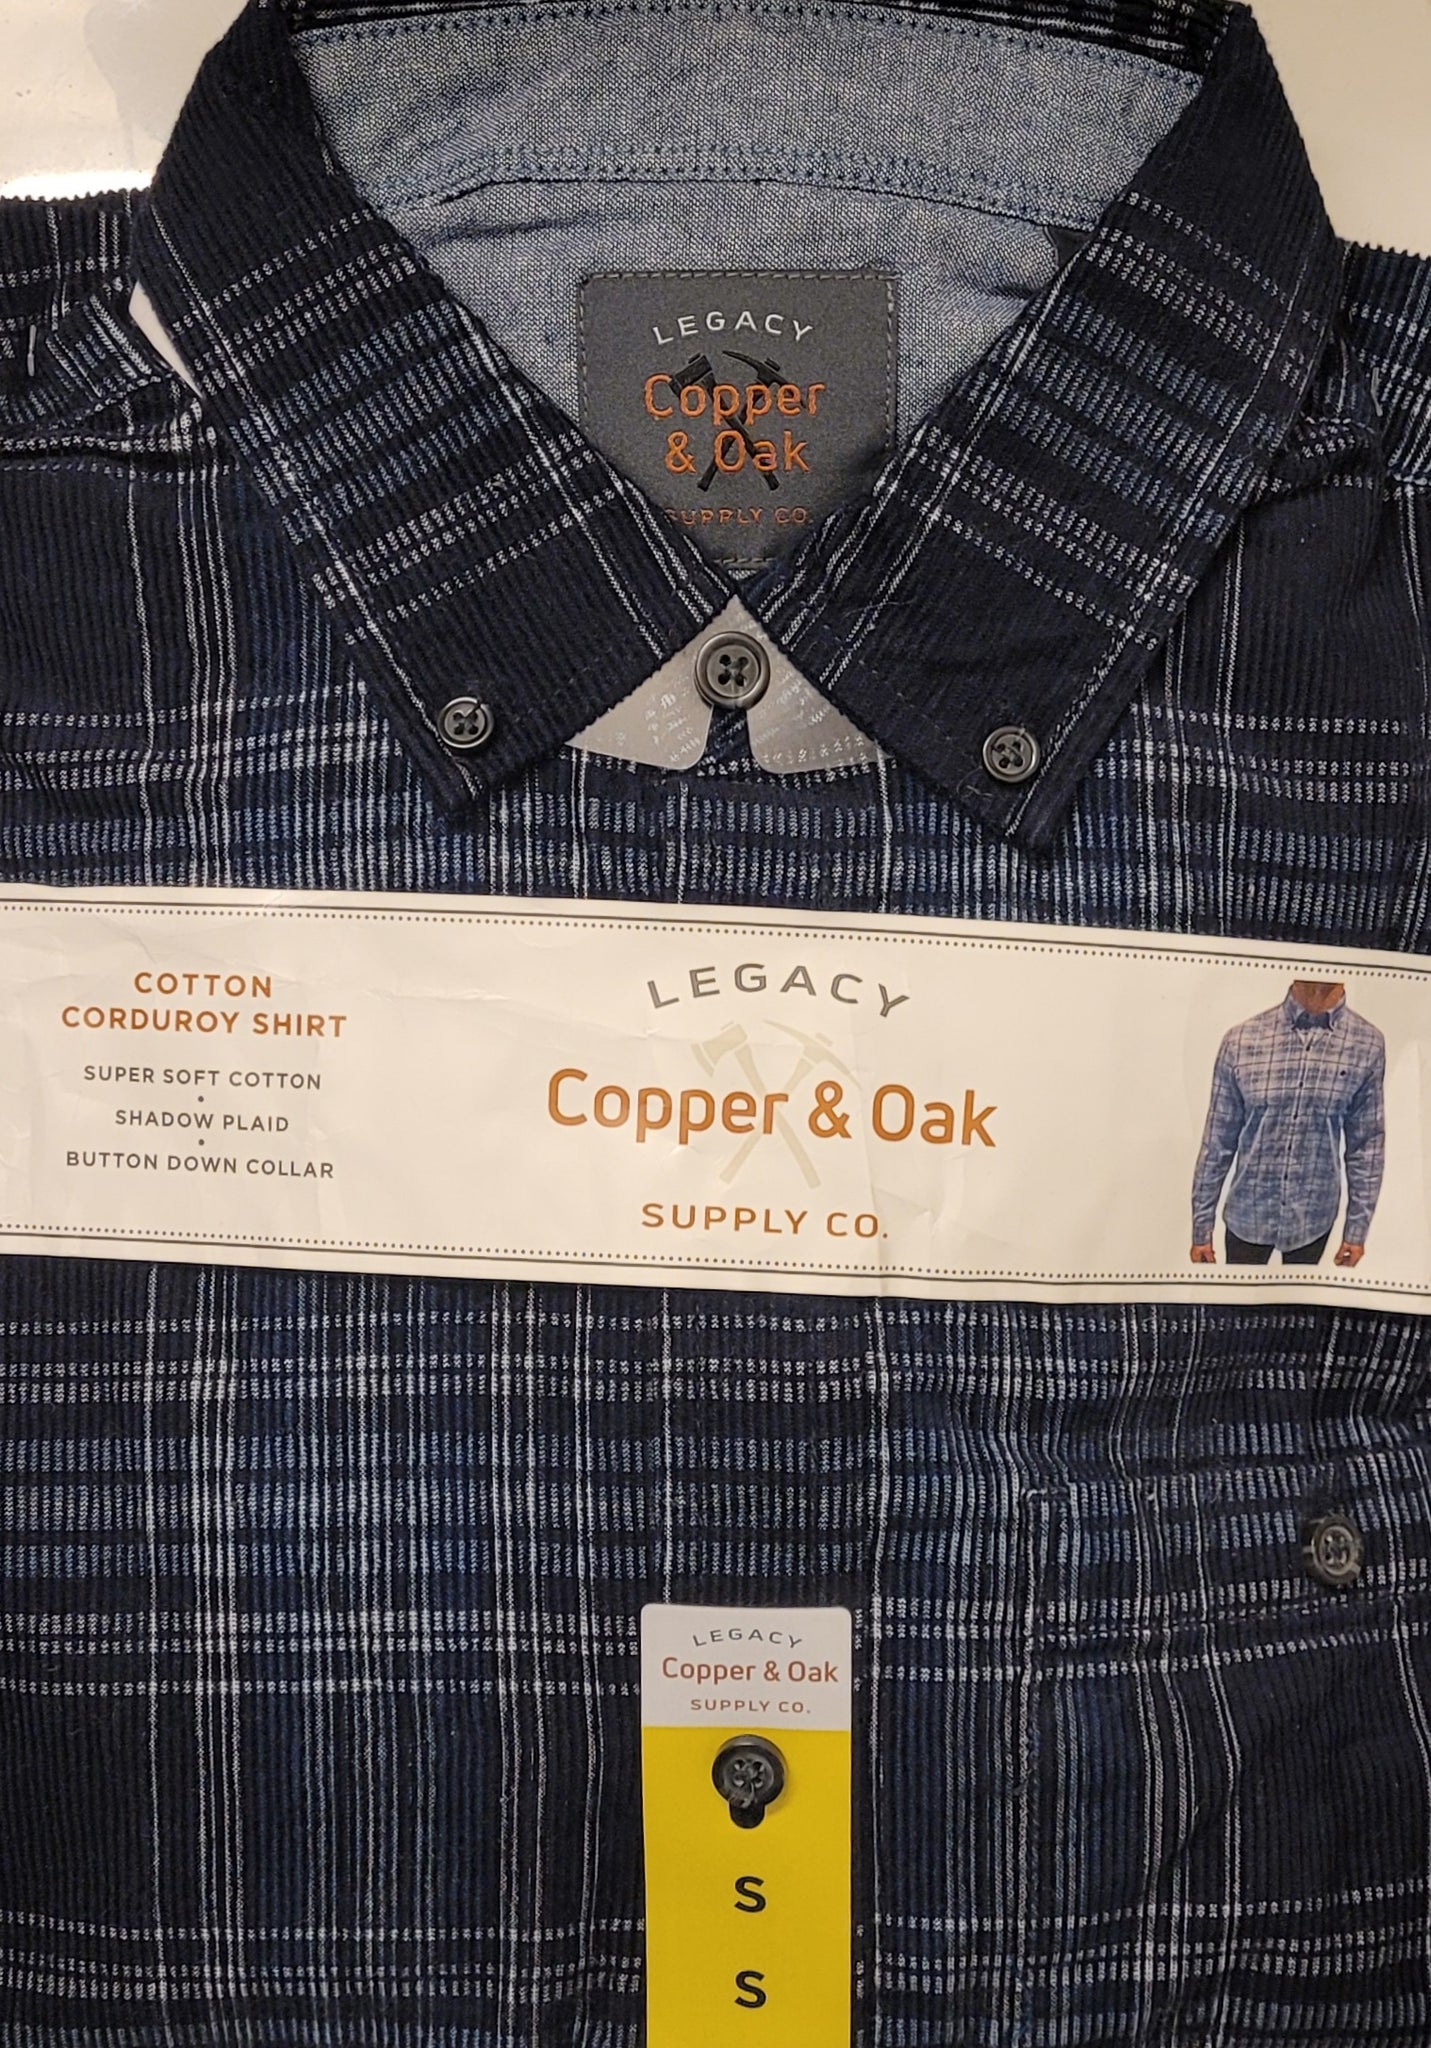 LEGACY
Copper
& Oak
SUPPLY CO.
COTTON
CORDUROY SHIRT
SUPER SOFT COTTON
•
SHADOW PLAID
•
BUTTON DOWN COLLAR
LEGACY
Copper & Oak
SUPPLY CO.
LEGACY
Copper & Oak
SUPPLY CO.
S
S